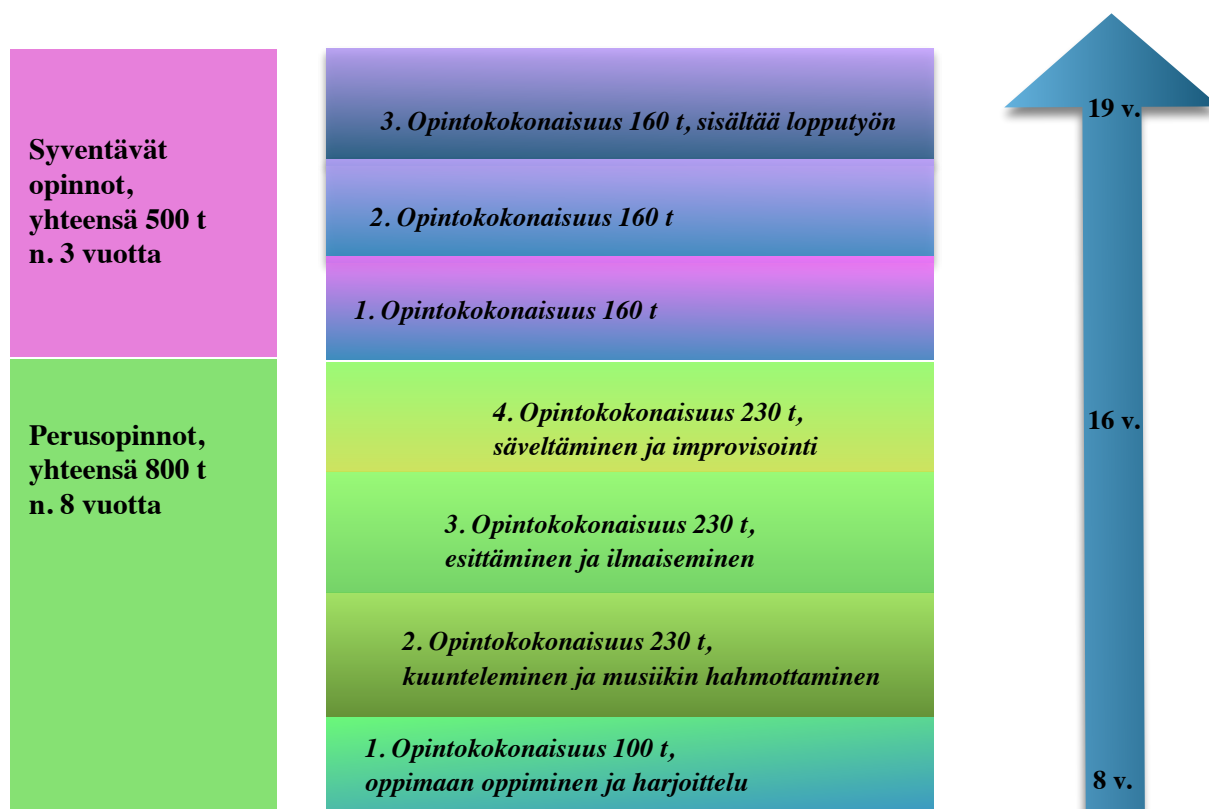 Syventävät
opinnot,
yhteensä 500 t
n. 3 vuotta
Perusopinnot,
yhteensä 800 t
n. 8 vuotta
3. Opintokokonaisuus 160 t, sisältää lopputyön
2. Opintokokonaisuus 160 t
1. Opintokokonaisuus 160 t
4. Opintokokonaisuus 230 t,
säveltäminen ja improvisointi
3. Opintokokonaisuus 230 t,
esittäminen ja ilmaiseminen
2. Opintokokonaisuus 230 t,
kuunteleminen ja musiikin hahmottaminen
1. Opintokokonaisuus 100 t,
oppimaan oppiminen ja harjoittelu
19 v.
16 v.
8 v.